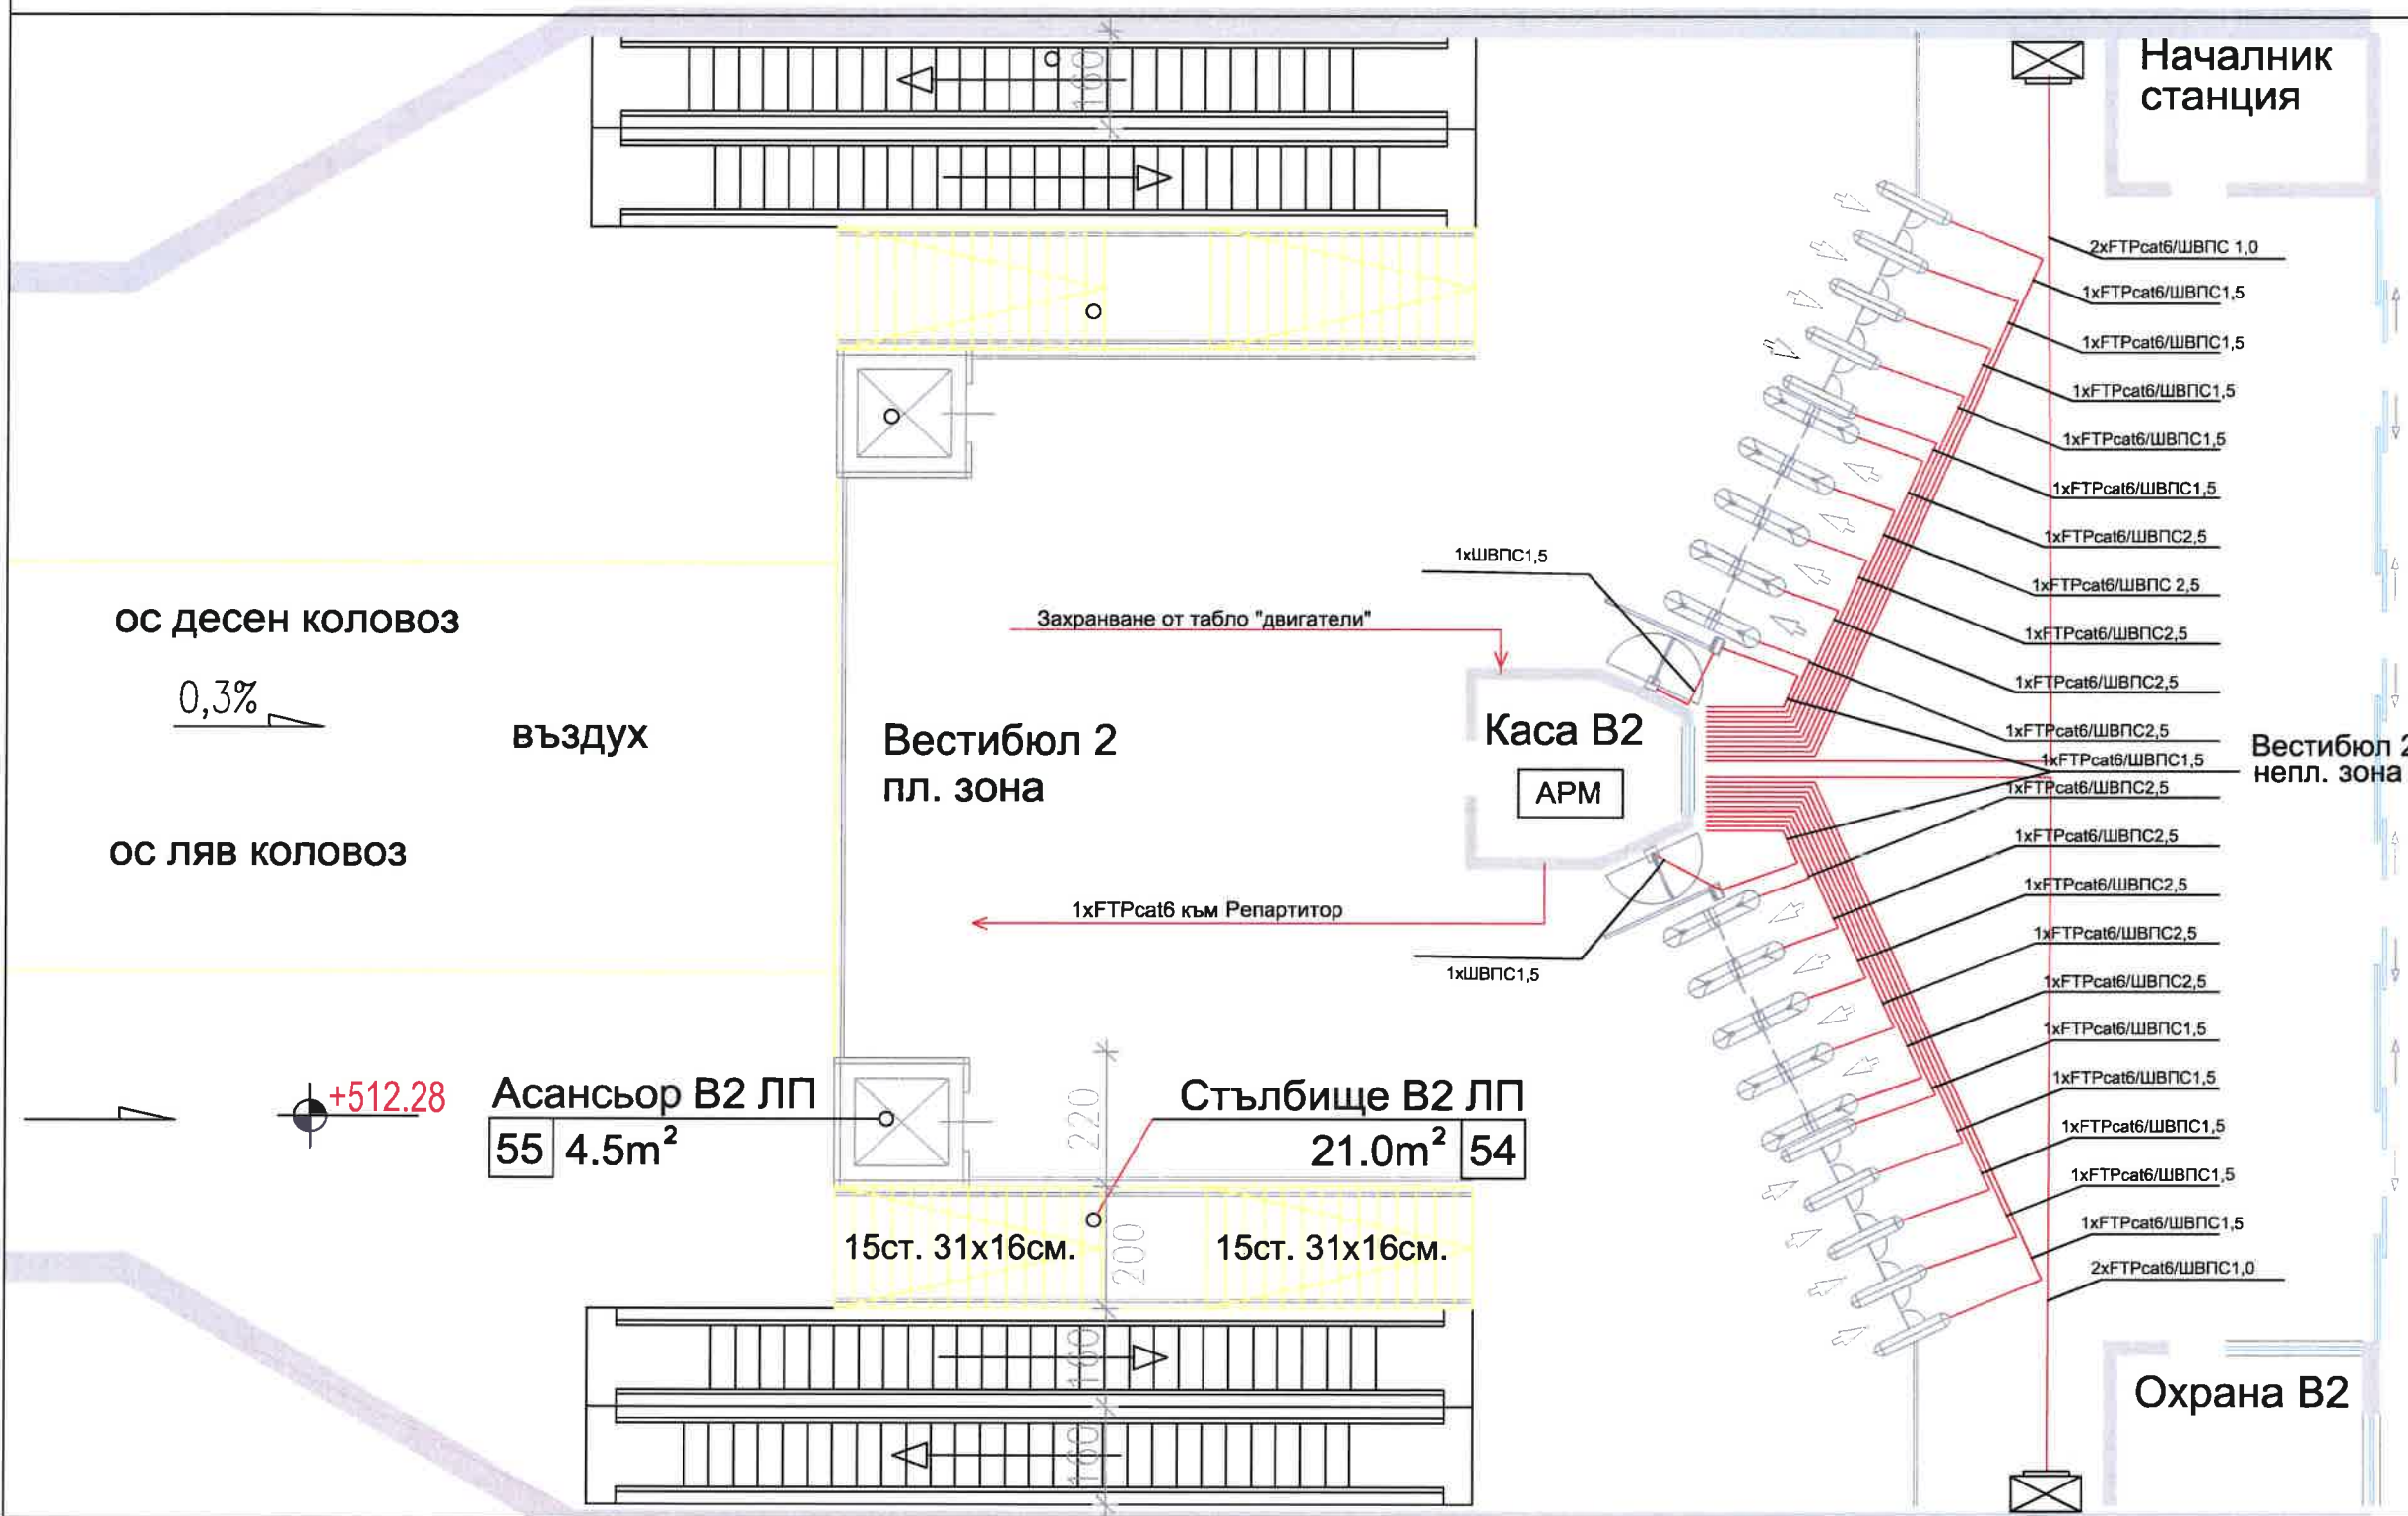 160
Началник
станция
2xFTPcat6/ШВПС 1,0
1xFTPcat6/ШВПС1,5
1xFTPcat6/ШВПС1,5
1xFTPcat6/ШВПС1,5
1xFTPcat6/ШВПС1,5
1xFTPcat6/ШВПС1,5
1xFTPcat6/ШВПС2,5
1xFTPcat6/ШВПС 2,5
1xFTPcat6/ШВПС2,5
1xFTPcat6/ШВПС2,5
1xFTPcat6/ШВПС2,5
1xFTPcat6/ШВПС1,5
1xFTPcat6/ШВПС2,5
1xFTPcat6/ШВПС2,5
1xFTPcat6/ШВПС2,5
1xFTPcat6/ШВПС2,5
1xFTPcat6/ШВПС2,5
1xFTPcat6/ШВПС1,5
1xFTPcat6/ШВПС1,5
1xFTPcat6/ШВПС1,5
1xFTPcat6/ШВПС1,5
1xFTPcat6/ШВПС1,5
2xFTPcat6/ШВПС1,0
Вестибюл 2
непл. зона
1xШВПС1,5
Захранване от табло "двигатели"
Каса В2
АРМ
1xFTPcat6 към Репартитор
1xШВПС1,5
ос десен коловоз
0,3%
въздух
Вестибюл 2
пл. зона
ос ляв коловоз
+512.28
Асансьор В2 ЛП
55 4.5m²
220
Стълбище В2 ЛП
21.0m² 54
15ст. 31x16см.
200
15ст. 31x16см.
160
160
Охрана В2